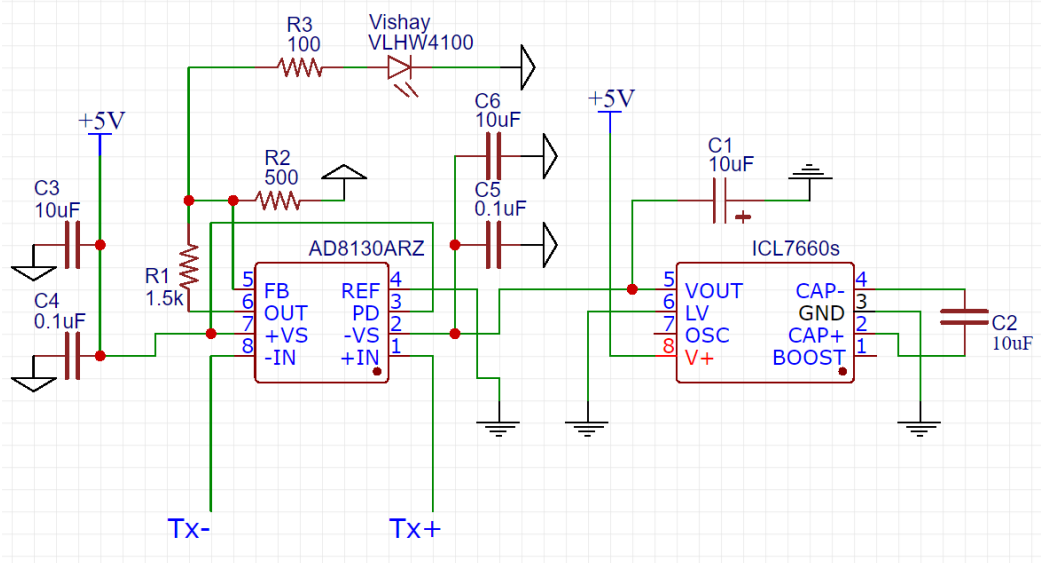 R3
100
Vishay
VLHW4100
+5V
C6
10uF
+5V
C1
10uF
R2
500
C3
10uF
C5
0.1uF
+
AD8130ARZ
ICL7660s
R1
1.5k
C4
0.1uF
5 FB REF 4
6 OUT PD 3
7 +VS -VS 2
8 -IN +IN 1
5 VOUT CAP- 4
6 LV GND 3
7 OSC CAP+ 2
8 V+ BOOST 1
C2
10uF
Tx-
Tx+